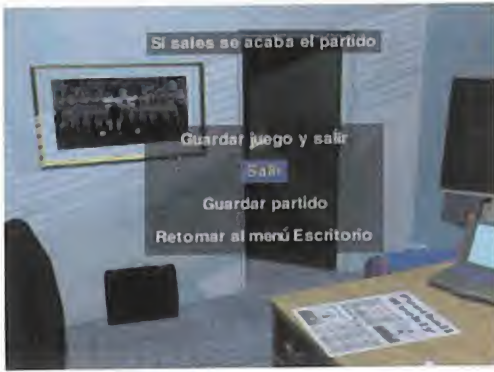 Si sales se acaba el partido
Guardar juego y salir
Salir
Guardar partido
Retornar al menú Escritorio